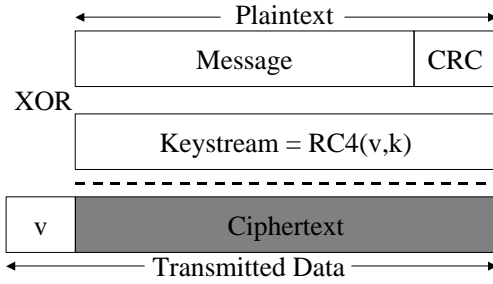 Plaintext
Message CRC
XOR
Keystream = RC4(v,k)
v Ciphertext
Transmitted Data